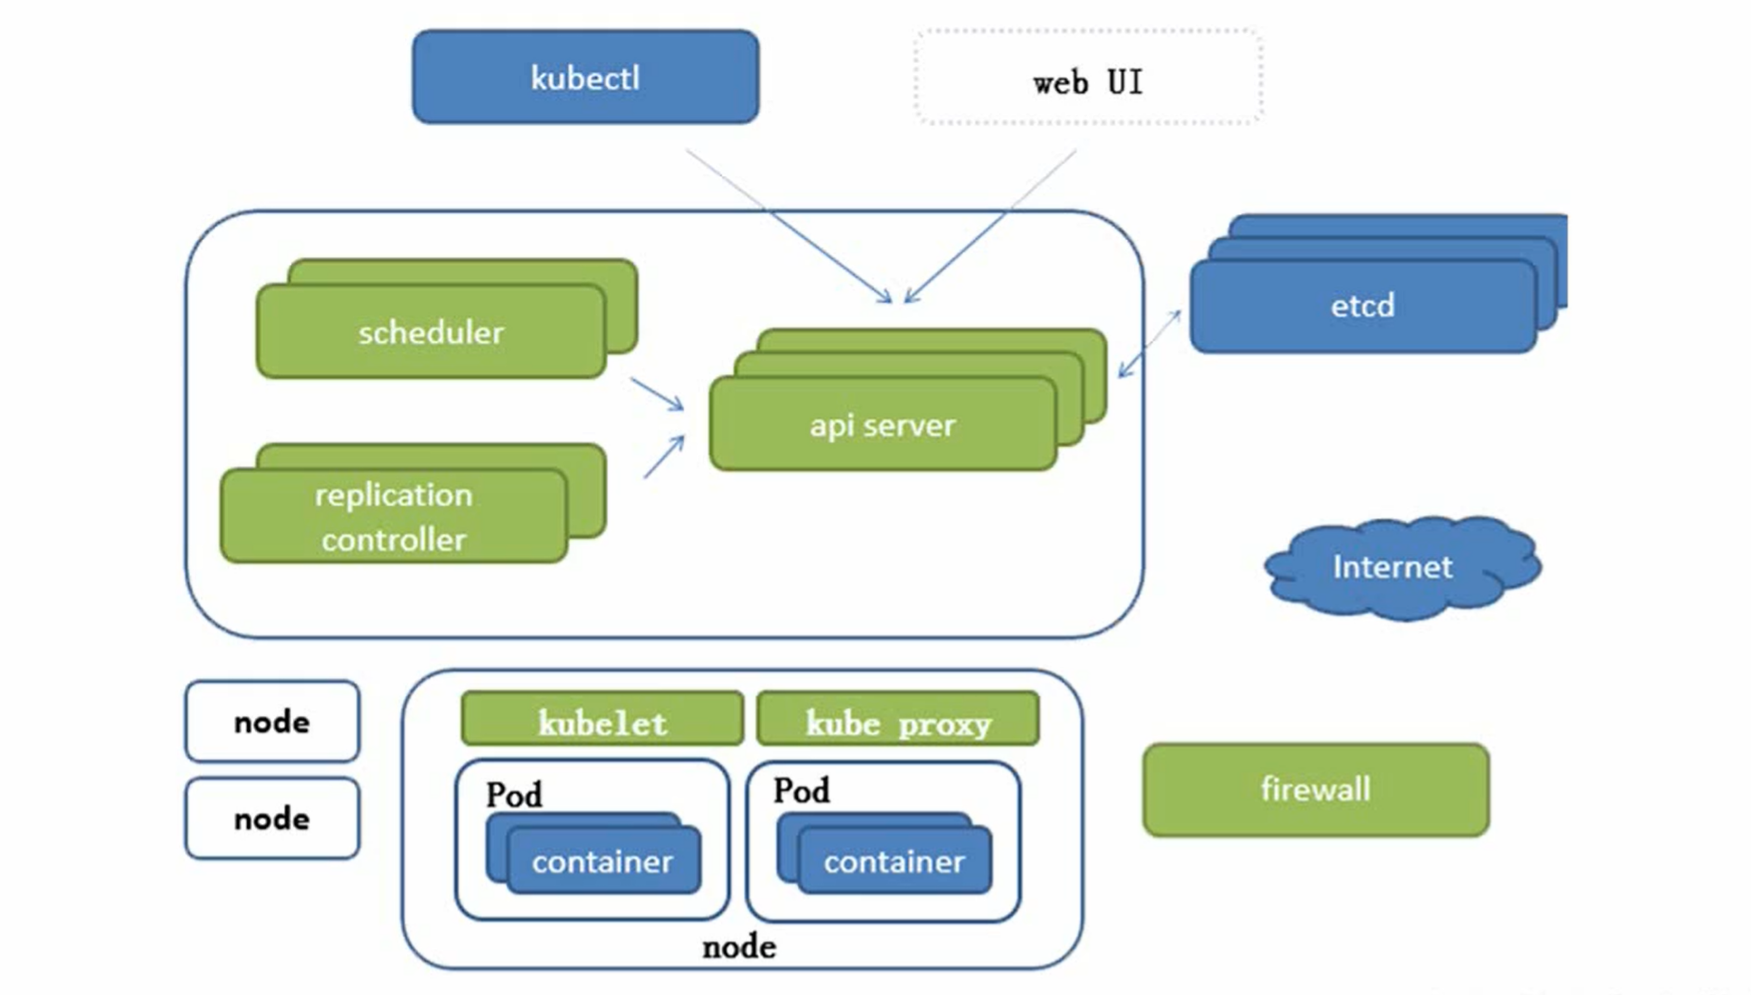 kubectl
web UI
scheduler
etcd
api server
replication
controller
Internet
node
kubelet
kube proxy
firewall
Pod
Pod
node
container
container
node